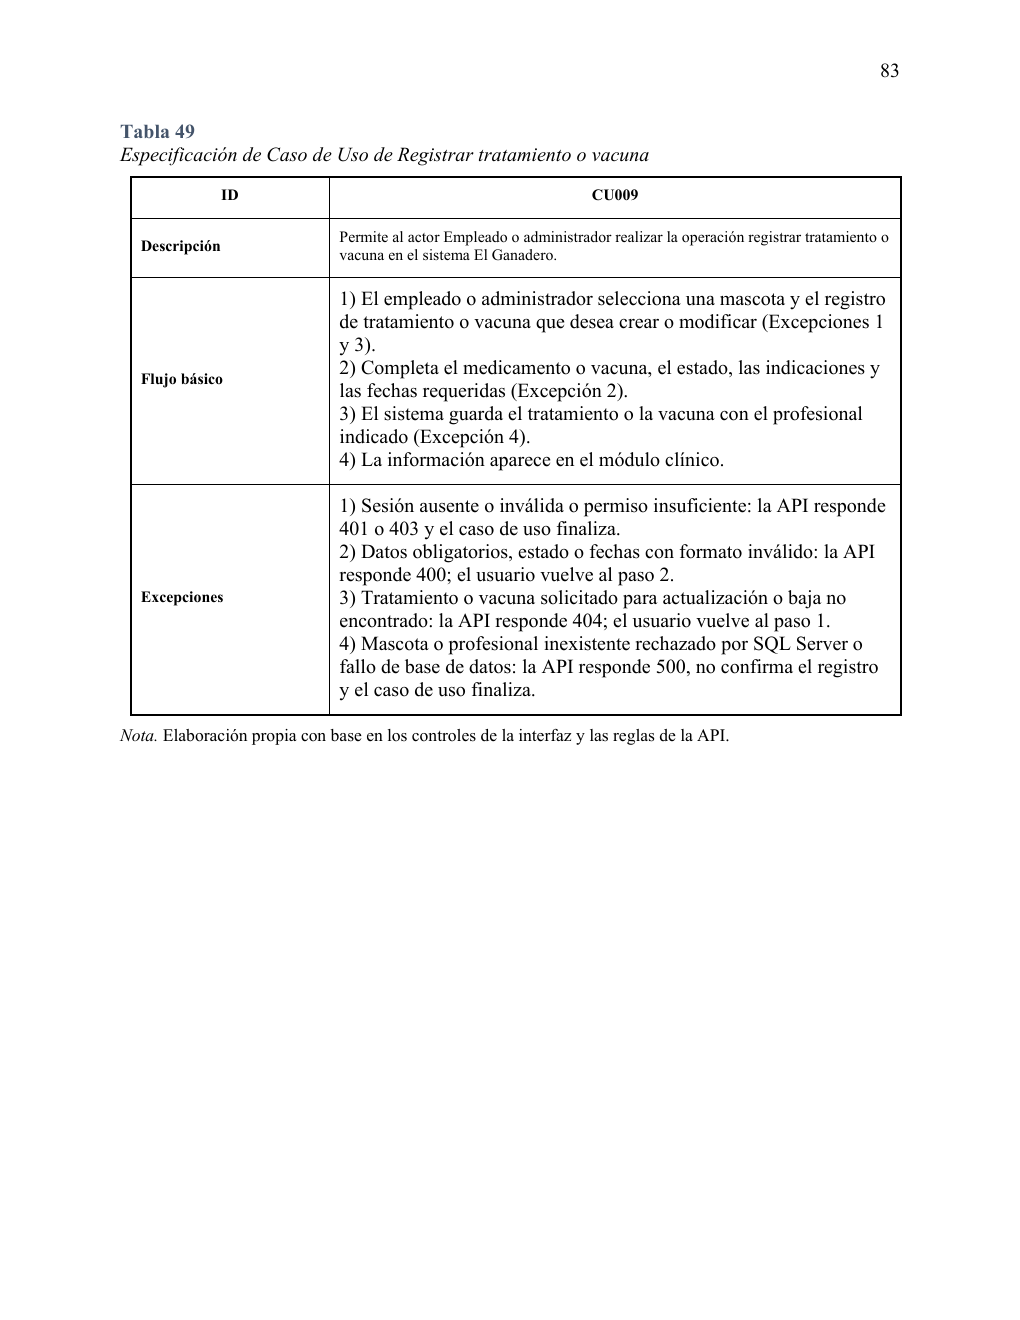 83
Tabla 49
Especificación de Caso de Uso de Registrar tratamiento o vacuna
ID
CU009
Descripción
Permite al actor Empleado o administrador realizar la operación registrar tratamiento o
vacuna en el sistema El Ganadero.
Flujo básico
1) El empleado o administrador selecciona una mascota y el registro
de tratamiento o vacuna que desea crear o modificar (Excepciones 1
y 3).
2) Completa el medicamento o vacuna, el estado, las indicaciones y
las fechas requeridas (Excepción 2).
3) El sistema guarda el tratamiento o la vacuna con el profesional
indicado (Excepción 4).
4) La información aparece en el módulo clínico.
Excepciones
1) Sesión ausente o inválida o permiso insuficiente: la API responde
401 o 403 y el caso de uso finaliza.
2) Datos obligatorios, estado o fechas con formato inválido: la API
responde 400; el usuario vuelve al paso 2.
3) Tratamiento o vacuna solicitado para actualización o baja no
encontrado: la API responde 404; el usuario vuelve al paso 1.
4) Mascota o profesional inexistente rechazado por SQL Server o
fallo de base de datos: la API responde 500, no confirma el registro
y el caso de uso finaliza.
Nota. Elaboración propia con base en los controles de la interfaz y las reglas de la API.